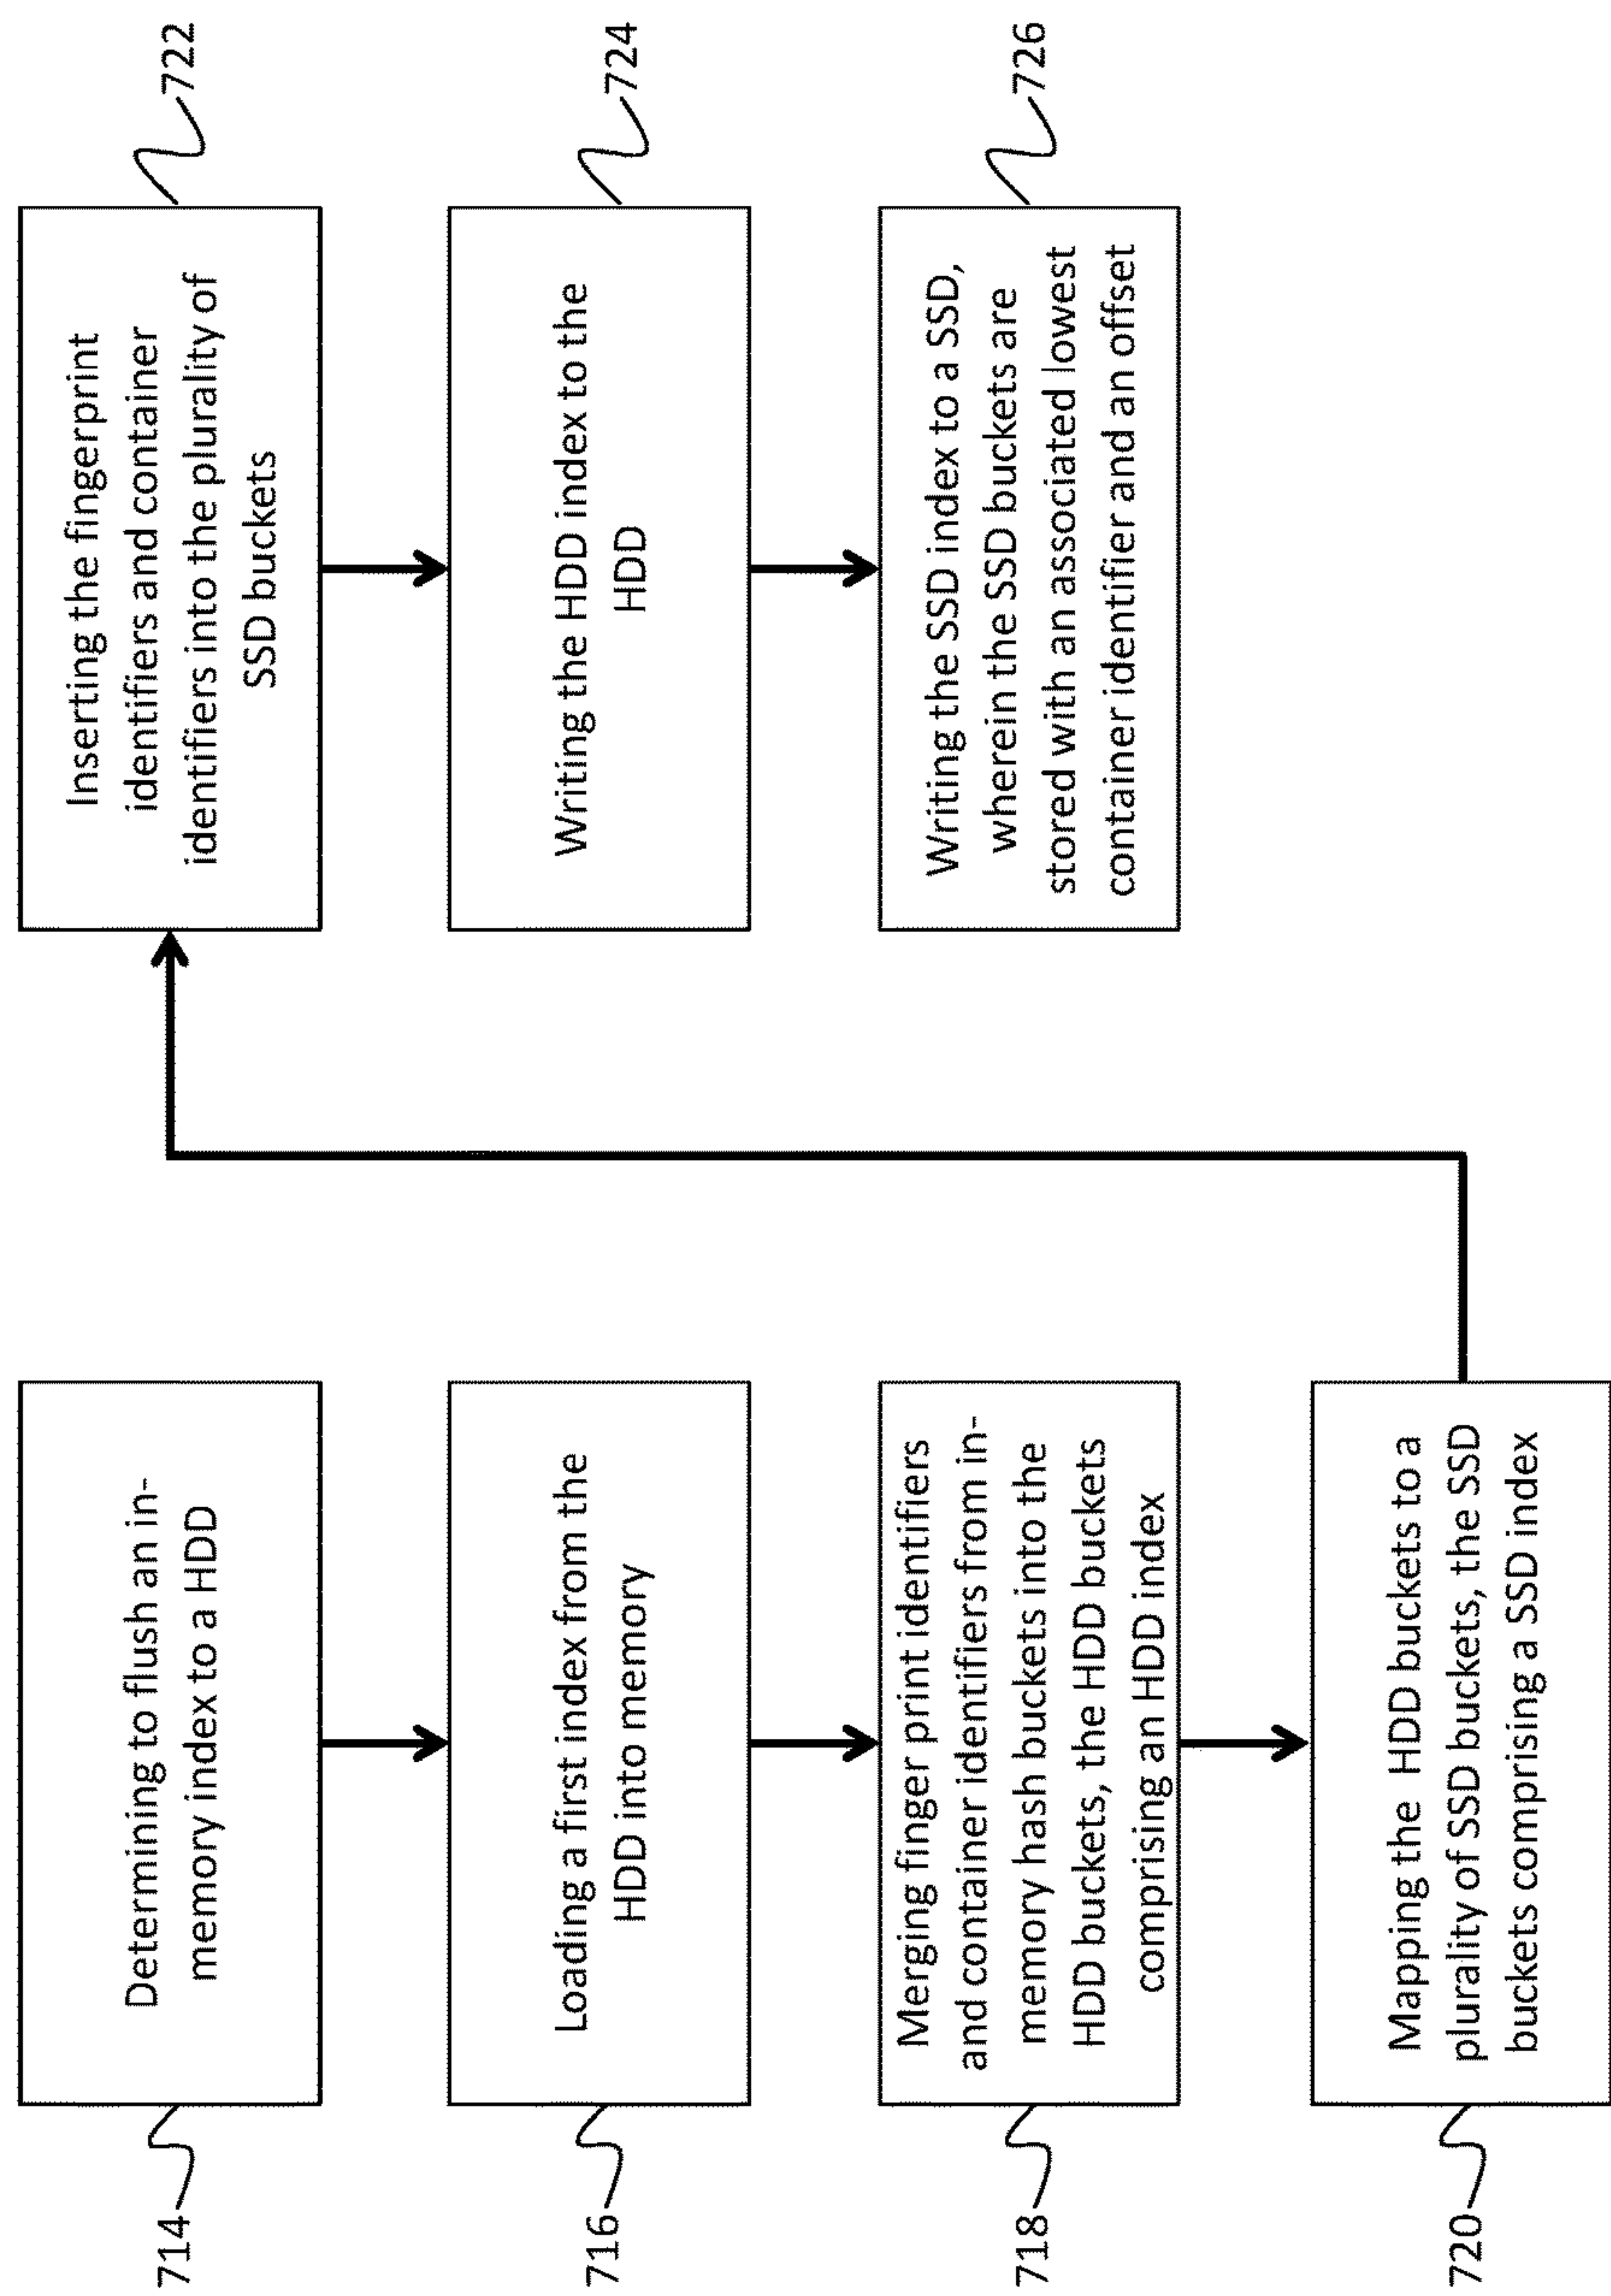 714
Determining to flush an in-
memory index to a HDD
716
Loading a first index from the
HDD into memory
718
Merging finger print identifiers
and container identifies from in-
memory hash buckets into the
HDD buckets, the HDD buckets
comprising an HDD index
720
Mapping the HDD buckets to a
plurality of SSD buckets, the SSD
buckets comprising a SSD index
Inserting the fingerprint
identifiers and container
identifiers into the plurality of
SSD buckets
722
Writing the HDD index to the
HDD
724
Writing the SSD index to a SSD,
wherein the SSD buckets are
stored with an associated lowest
container identifier and an offset
726